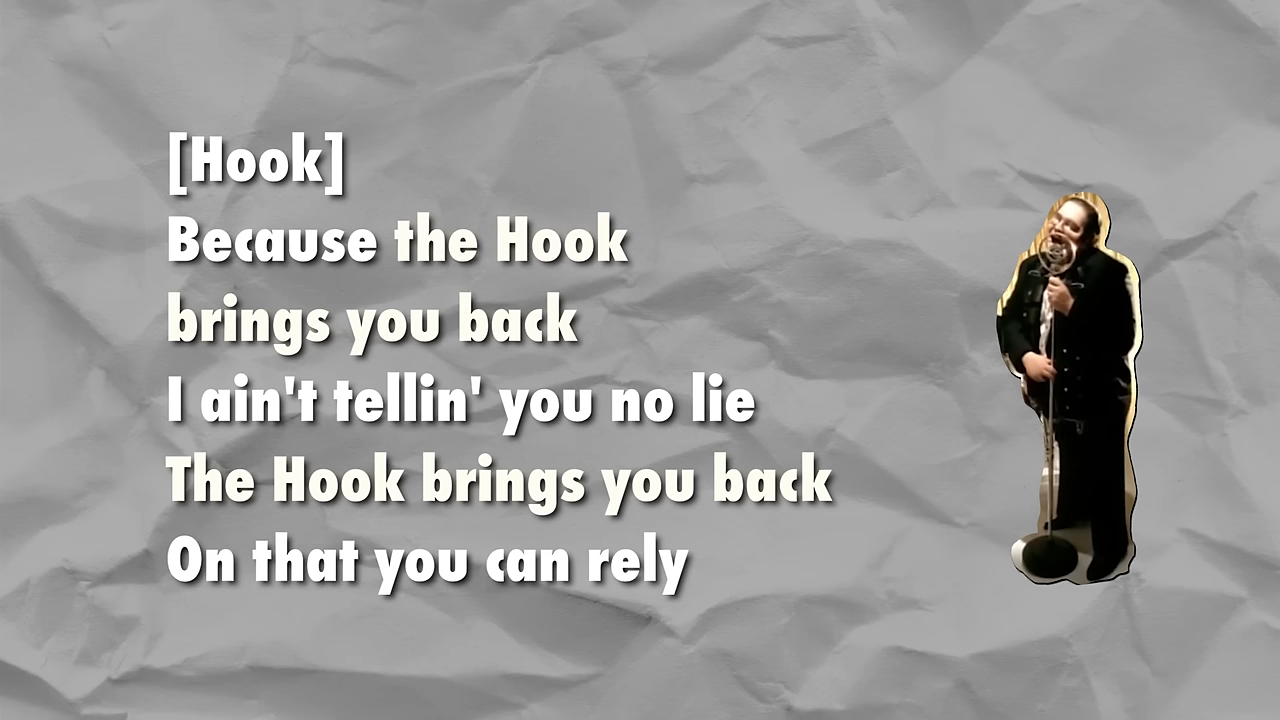 [Hook]
Because the Hook
brings you back
I ain't tellin' you no lie
The Hook brings you back
On that you can rely